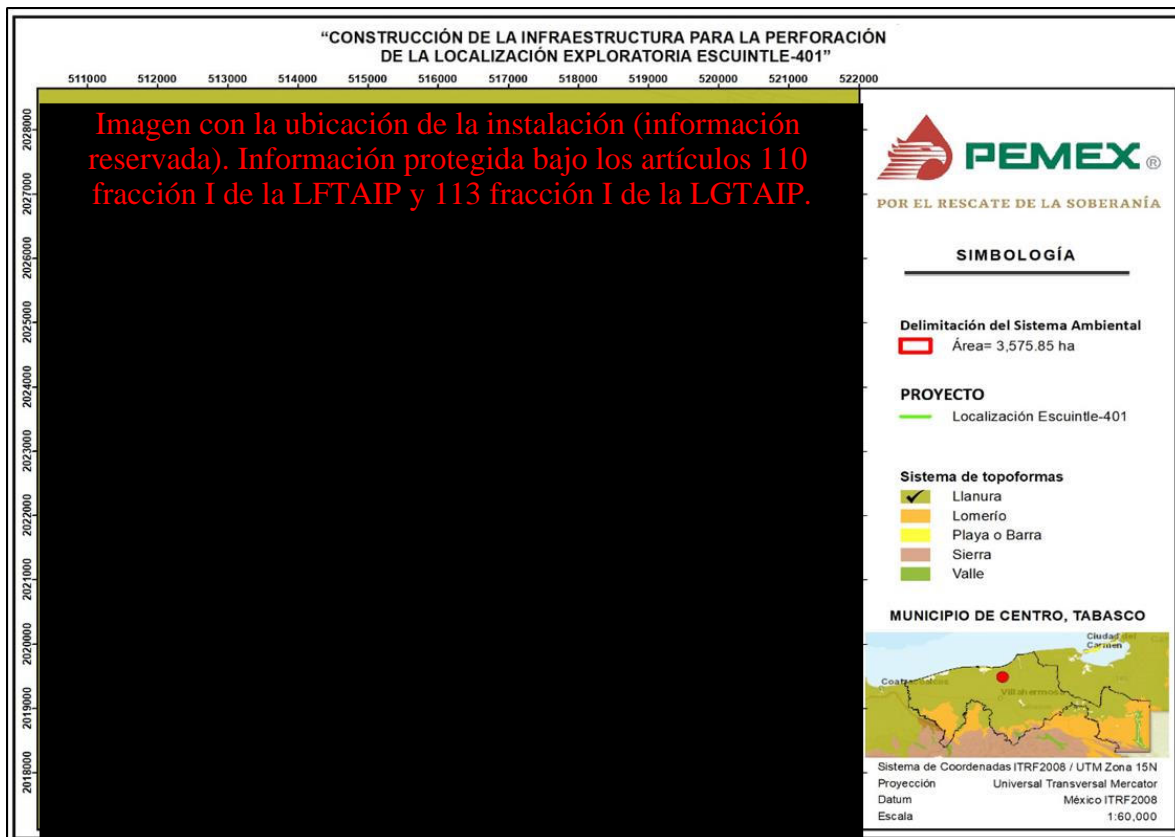 “CONSTRUCCIÓN DE LA INFRAESTRUCTURA PARA LA PERFORACIÓN
DE LA LOCALIZACIÓN EXPLORATORIA ESCUINTLE-401”
511000 512000 513000 514000 515000 516000 517000 518000 519000 520000 521000 522000
2028000
2027000
2026000
2025000
2024000
2023000
2022000
2021000
2020000
2019000
2018000
Imagen con la ubicación de la instalación (información
reservada). Información protegida bajo los artículos 110
fracción I de la LFTAIP y 113 fracción I de la LGTAIP.
PEMEX ®
POR EL RESCATE DE LA SOBERANÍA
SIMBOLOGÍA
Delimitación del Sistema Ambiental
Área= 3,575.85 ha
PROYECTO
Localización Escuintle-401
Sistema de topoformas
Llanura
Lomerío
Playa o Barra
Sierra
Valle
MUNICIPIO DE CENTRO, TABASCO
Ciudad del
Carmen
Villahermosa
Sistema de Coordenadas ITRF2008 / UTM Zona 15N
Proyección Universal Transversal Mercator
Datum México ITRF2008
Escala 1:60,000